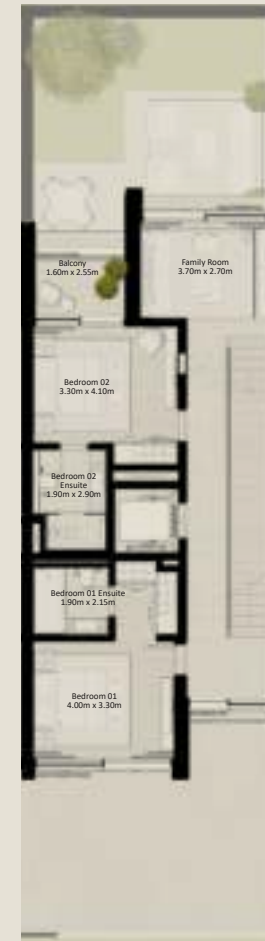 Balcony
1.60m x 2.55m
Family Room
3.70m x 2.70m
Bedroom 02
3.30m x 4.10m
Bedroom 02
Ensuite
1.90m x 2.90m
Bedroom 01 Ensuite
1.90m x 2.15m
Bedroom 01
4.00m x 3.30m